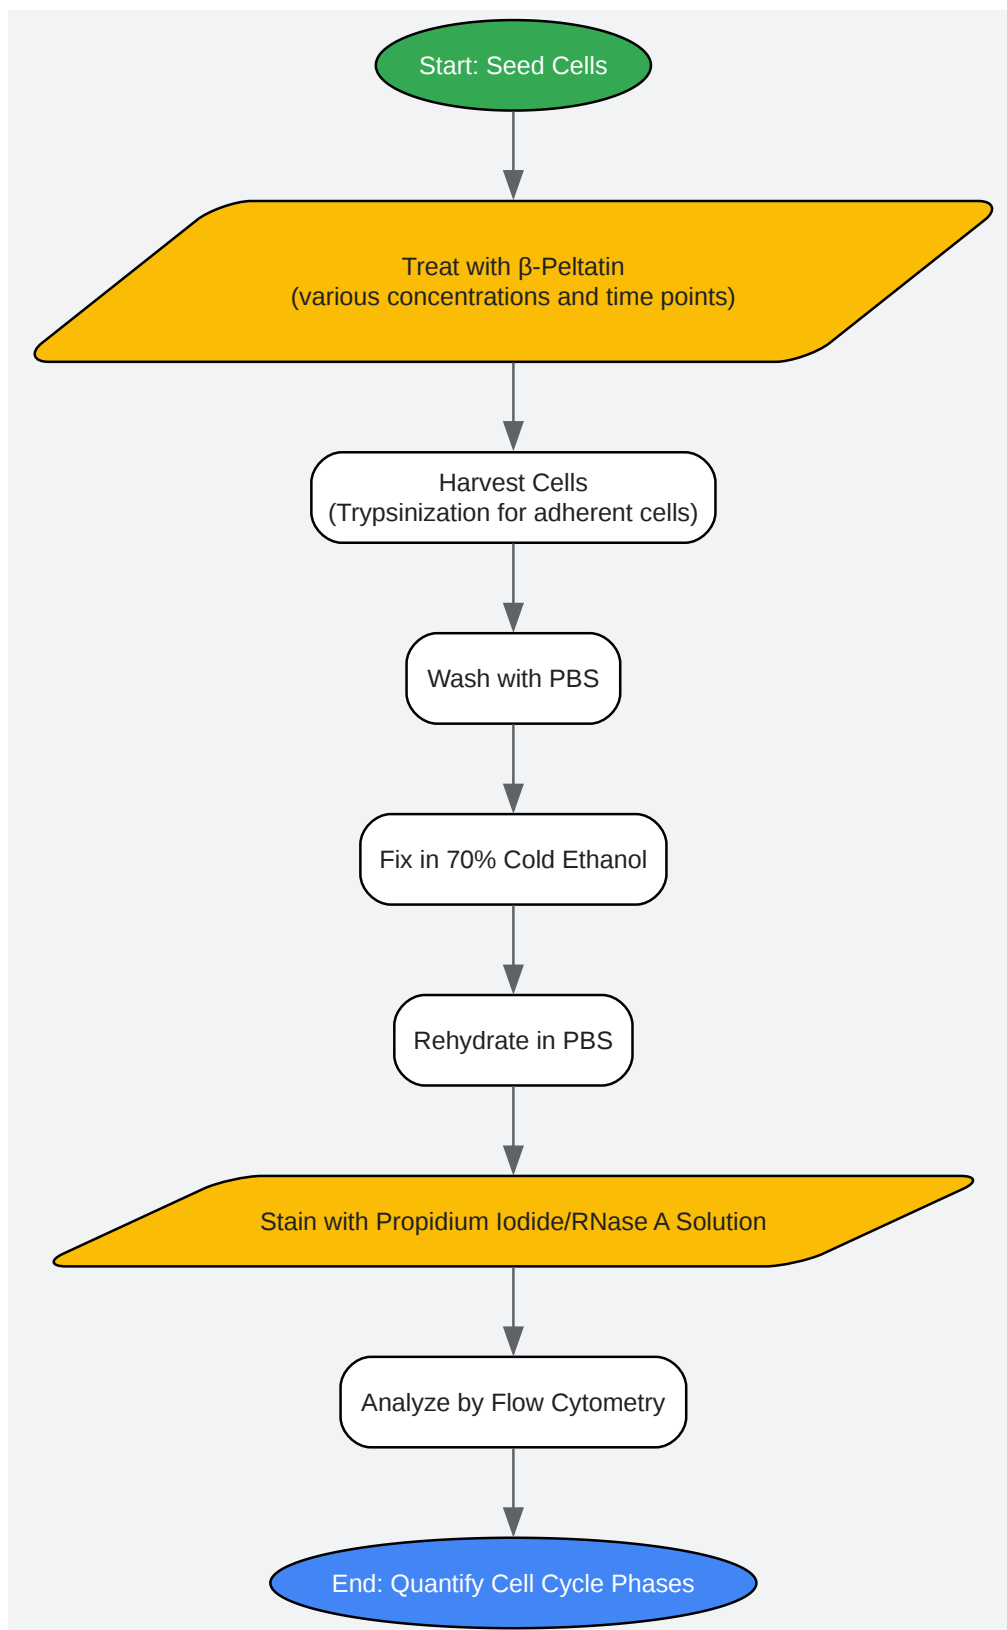 Start: Seed Cells
Treat with β-Peltatin
(various concentrations and time points)
Harvest Cells
(Trypsinization for adherent cells)
Wash with PBS
Fix in 70% Cold Ethanol
Rehydrate in PBS
Stain with Propidium Iodide/RNase A Solution
Analyze by Flow Cytometry
End: Quantify Cell Cycle Phases